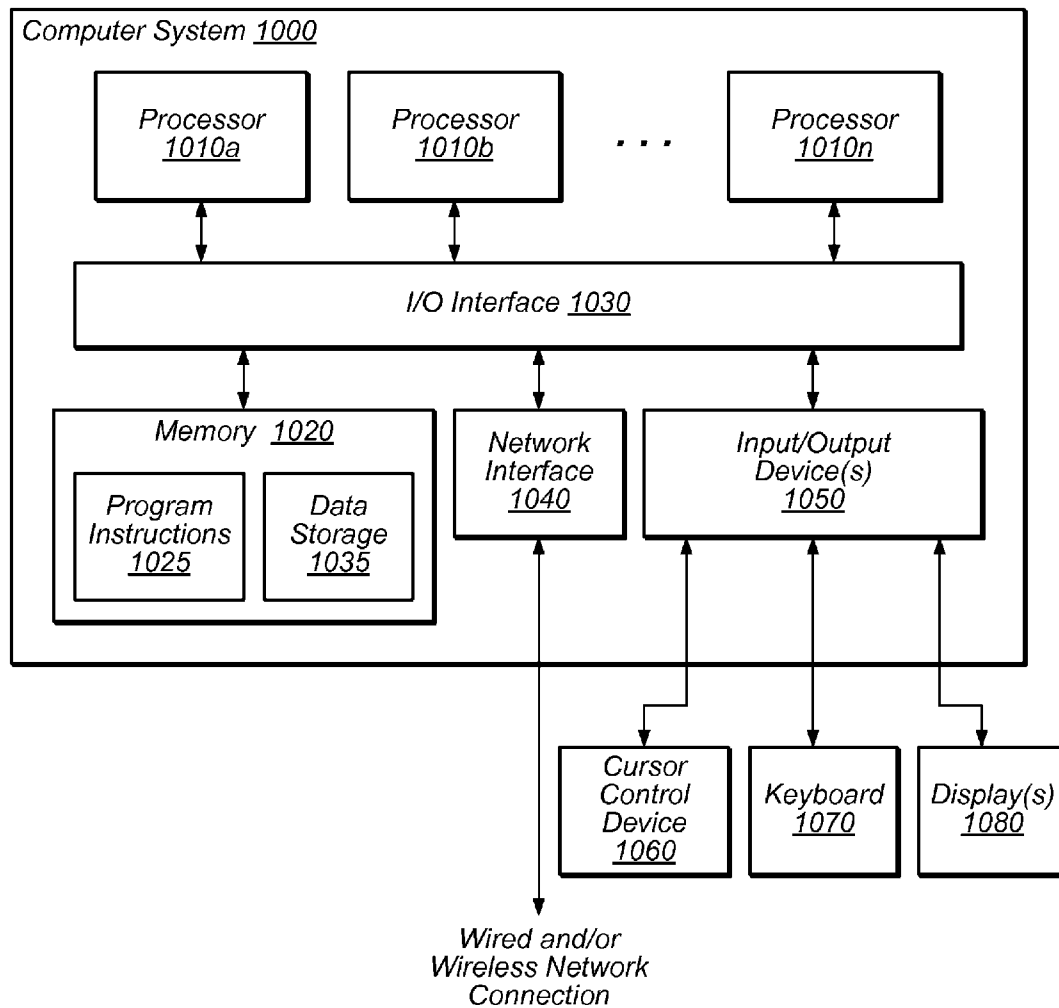 Computer System 1000
Processor
1010a
Processor
1010b
. . .
Processor
1010n
I/O Interface 1030
Memory 1020
Program
Instructions
1025
Data
Storage
1035
Network
Interface
1040
Input/Output
Device(s)
1050
Cursor
Control
Device
1060
Keyboard
1070
Display(s)
1080
Wired and/or
Wireless Network
Connection